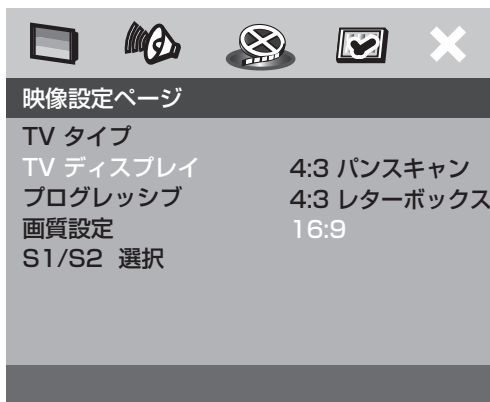 映像設定ページ
TV タイプ
TV ディスプレイ 4:3 パンスキャン
プログレッシブ 4:3 レターボックス
画質設定 16:9
S1/S2 選択